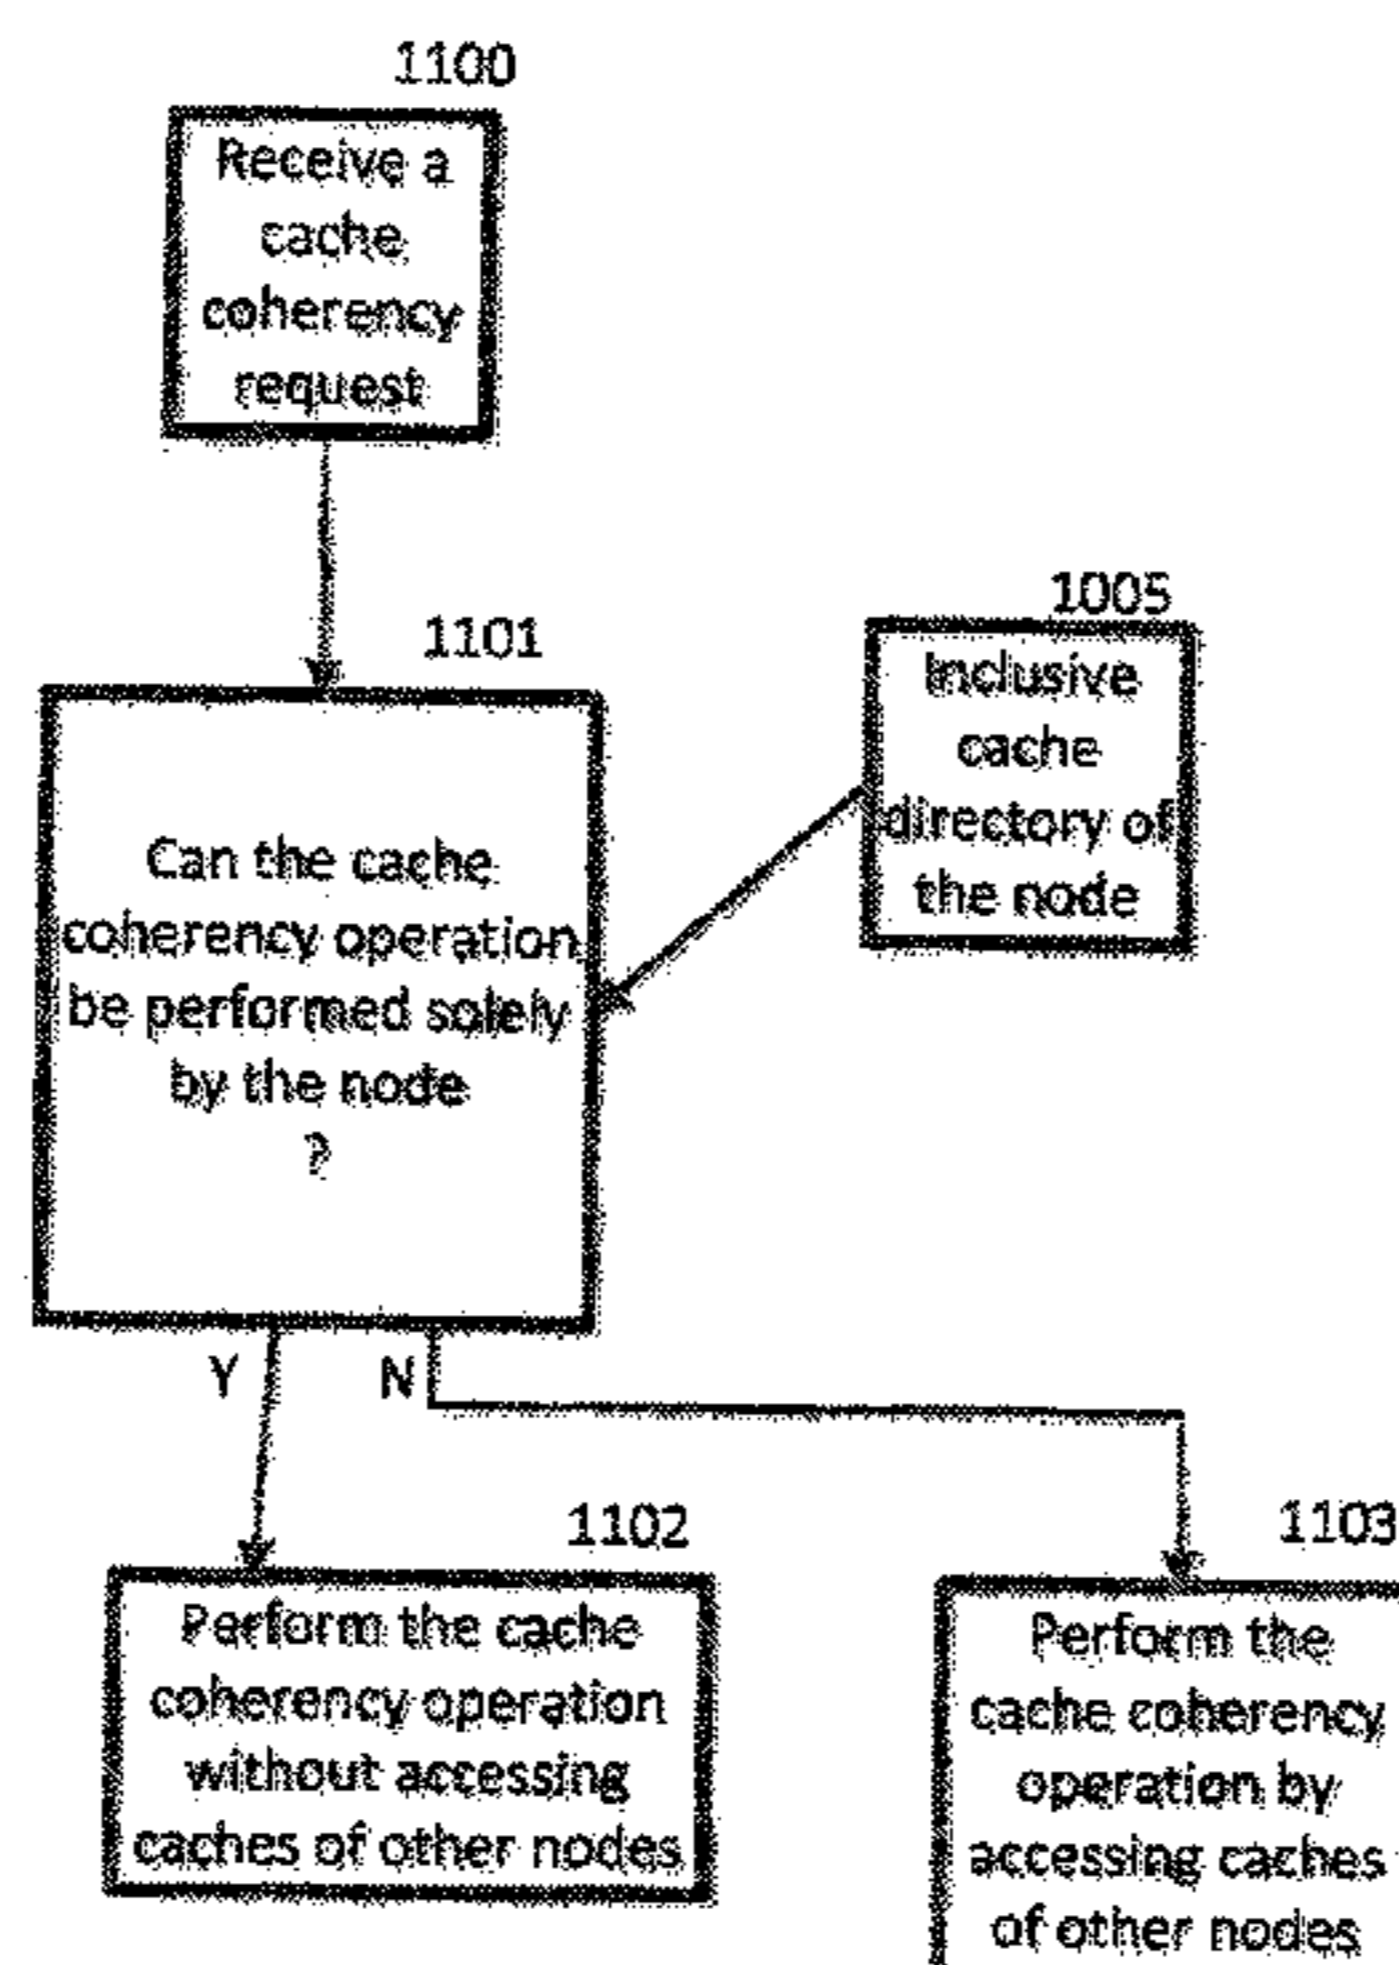 1100
Receive a
cache
coherency
request
1101
Can the cache
coherency operation
be performed solely
by the node
?
1005
Inclusive
cache
directory of
the node
Y
N
1102
Perform the cache
coherency operation
without accessing
caches of other nodes
1103
Perform the
cache coherency
operation by
accessing caches
of other nodes